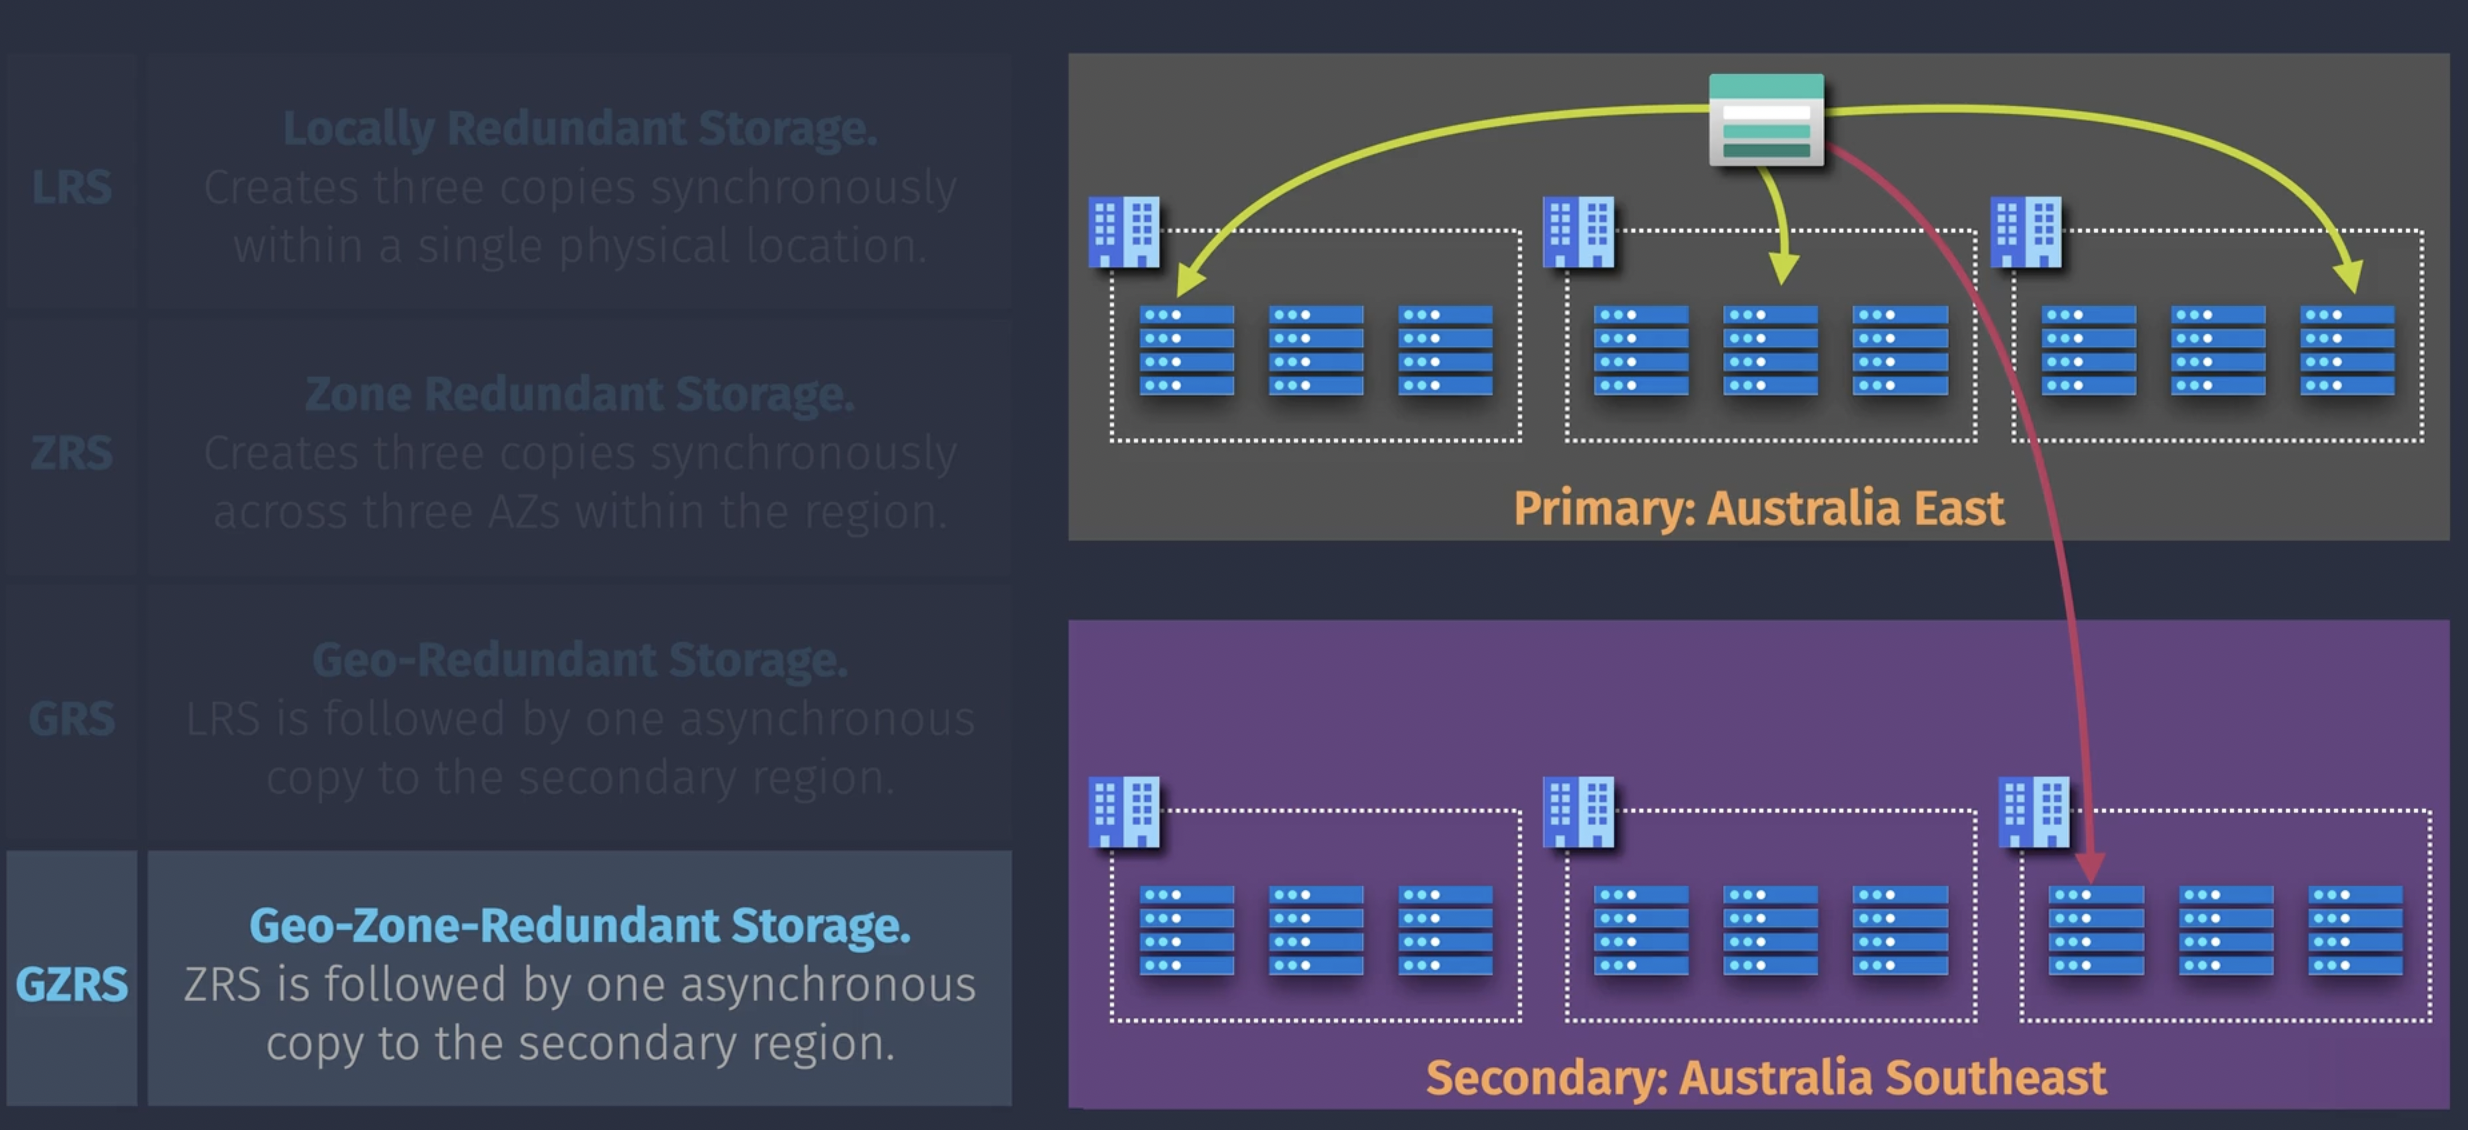 LRS
Locally Redundant Storage.
Creates three copies synchronously
within a single physical location.
ZRS
Zone Redundant Storage.
Creates three copies synchronously
across three AZs within the region.
GRS
Geo-Redundant Storage.
LRS is followed by one asynchronous
copy to the secondary region.
GZRS
Geo-Zone-Redundant Storage.
ZRS is followed by one asynchronous
copy to the secondary region.
Primary: Australia East
Secondary: Australia Southeast